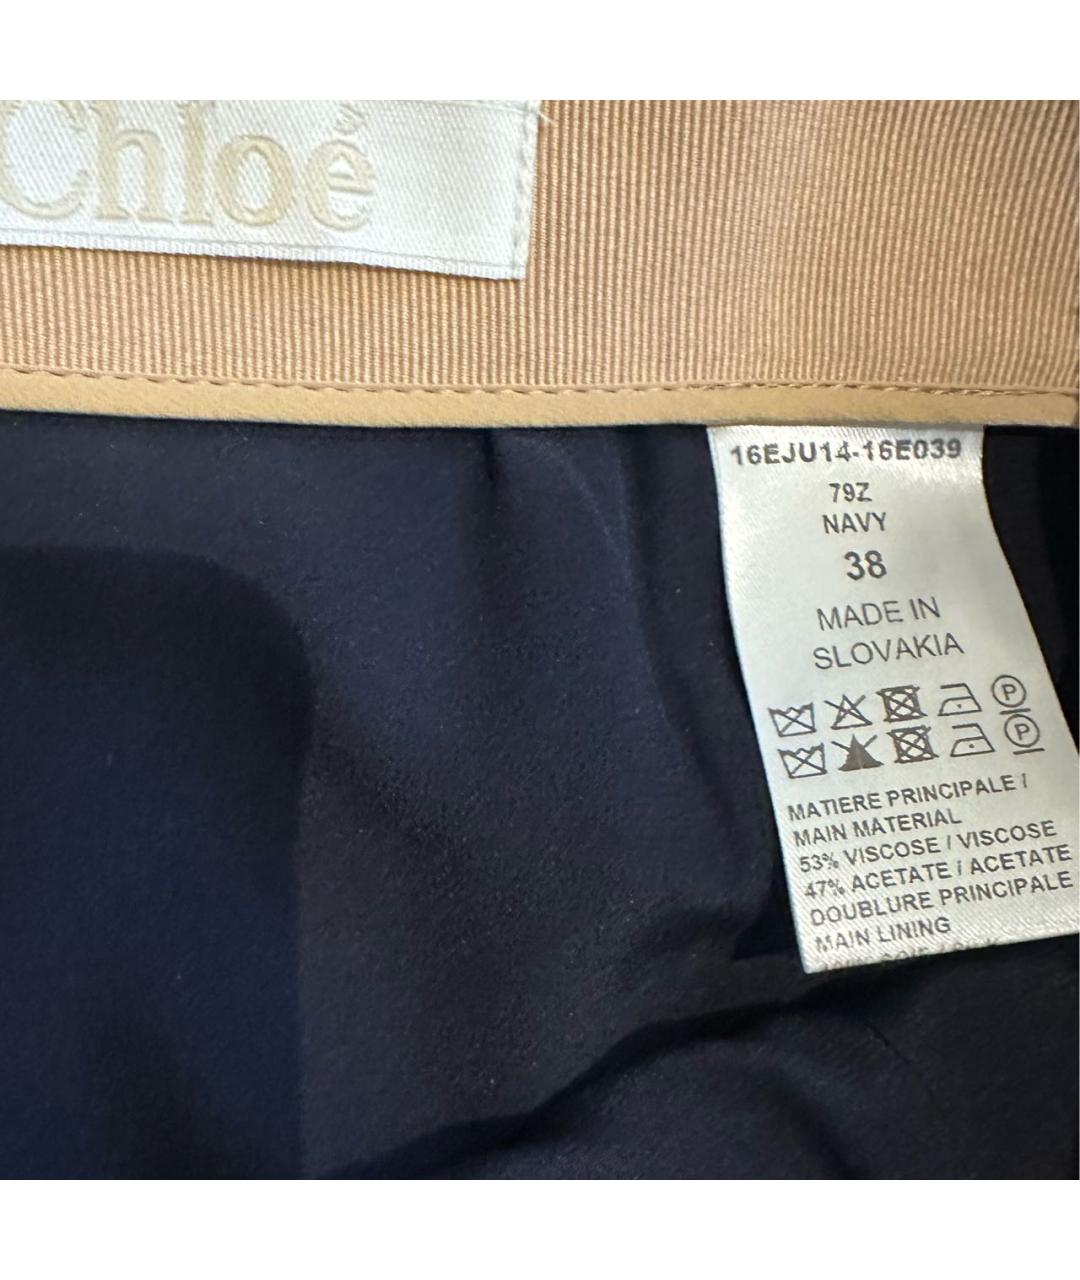 Chloé
16EJU14-16E039
79Z
NAVY
38
MADE IN
SLOVAKIA
P
P
MATIERE PRINCIPALE /
MAIN MATERIAL
53% VISCOSE / VISCOSE
47% ACETATE / ACETATE
DOUBLURE PRINCIPALE
MAIN LINING